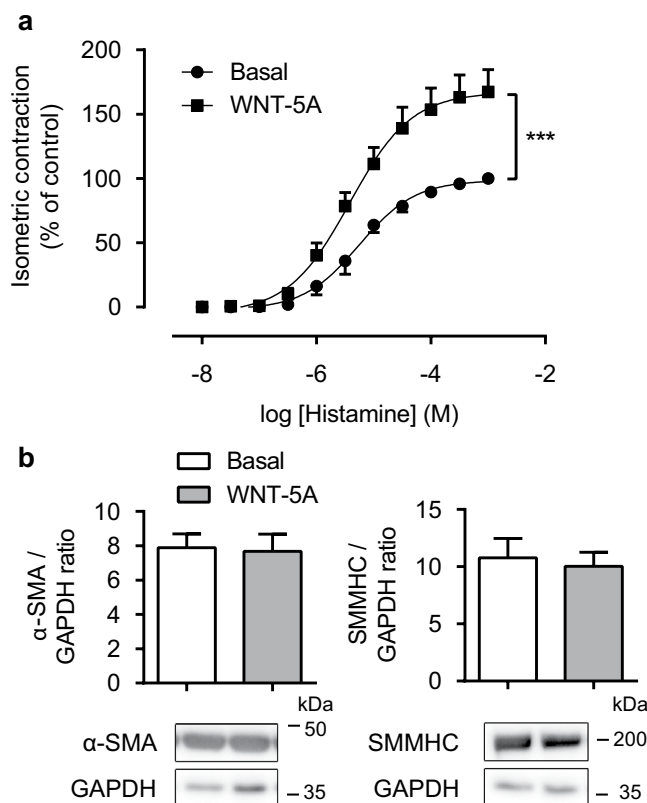 a
200
150
100
50
0
Isometric contraction
(% of control)
Basal
WNT-5A
***
-8
-6
-4
-2
log [Histamine] (M)
b
Basal
WNT-5A
10
8
6
4
2
0
α-SMA /
GAPDH ratio
15
10
5
0
SMMHC /
GAPDH ratio
kDa
α-SMA
50
GAPDH
35
kDa
SMMHC
200
GAPDH
35